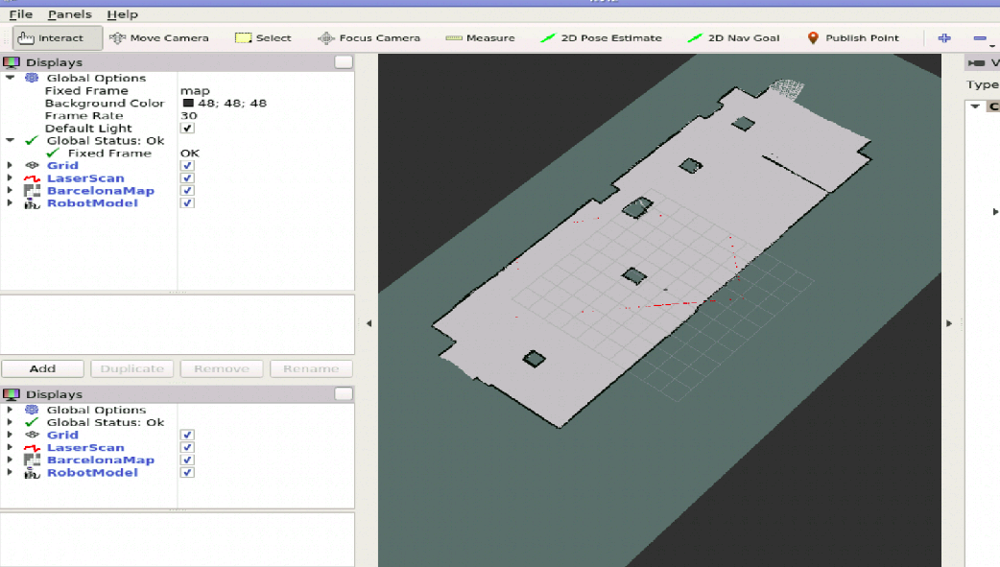 File Panels Help
Interact Move Camera Select Focus Camera Measure 2D Pose Estimate 2D Nav Goal Publish Point
Displays
Global Options
Fixed Frame map
Background Color 48; 48; 48
Frame Rate 30
Default Light
Global Status: Ok
Fixed Frame OK
Grid
LaserScan
BarcelonaMap
RobotModel
Add Duplicate Remove Rename
Displays
Global Options
Global Status: Ok
Grid
LaserScan
BarcelonaMap
RobotModel
Type